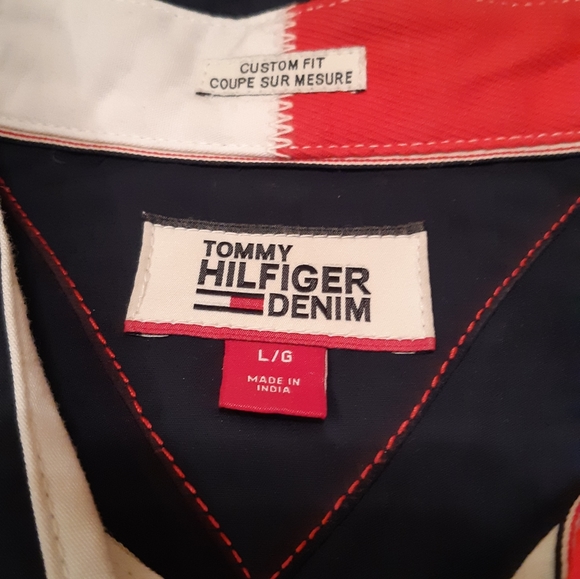 CUSTOM FIT
COUPE SUR MESURE
TOMMY
HILFIGER
DENIM
L/G
MADE IN
INDIA